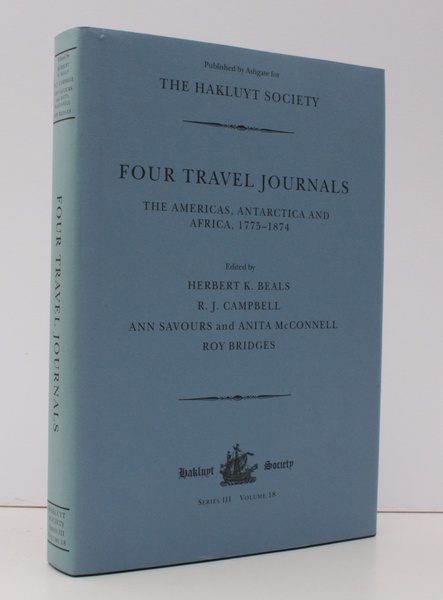 Published by Ashgate for
THE HAKLUYT SOCIETY
FOUR TRAVEL JOURNALS
THE AMERICAS, ANTARCTICA AND
AFRICA, 1775–1874
Edited by
HERBERT K. BEALS
R. J. CAMPBELL
ANN SAVOURS and ANITA McCONNELL
ROY BRIDGES
Hakluyt Society
SERIES III VOLUME 18
FOUR TRAVEL JOURNALS
HAKLUYT
SOCIETY